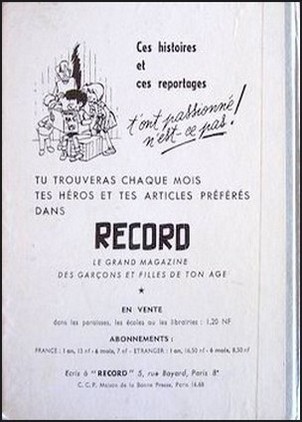 Ces histoires
et
ces reportages
t'ont passionné
n'est-ce pas!
TU TROUVERAS CHAQUE MOIS
TES HÉROS ET TES ARTICLES PRÉFÉRÉS
DANS
RECORD
LE GRAND MAGAZINE
DES GARÇONS ET FILLES DE TON AGE
★
EN VENTE
dans les paroisses, les écoles ou les librairies : 1,20 NF
ABONNEMENTS :
FRANCE : 1 an, 13 nf - 6 mois, 7 nf - ETRANGER : 1 an, 16,50 nf - 6 mois, 8,50 nf
Ecris à "RECORD" 5, rue Bayard, Paris 8e
C. C. P. Maison de la Bonne Presse, Paris 16.68